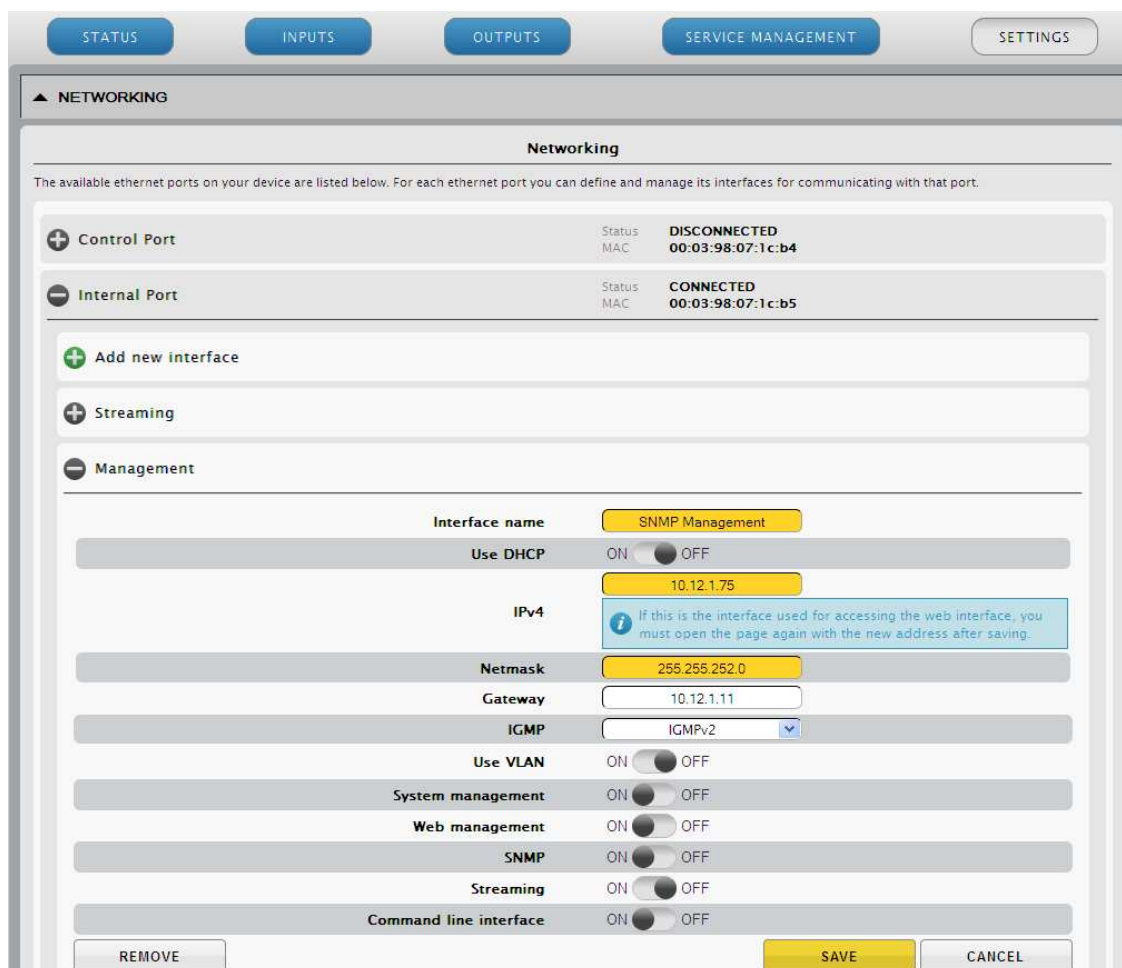 STATUS INPUTS OUTPUTS SERVICE MANAGEMENT SETTINGS
NETWORKING
Networking
The available ethernet ports on your device are listed below. For each ethernet port you can define and manage its interfaces for communicating with that port.
Control Port Status DISCONNECTED
MAC 00:03:98:07:1c:b4
Internal Port Status CONNECTED
MAC 00:03:98:07:1c:b5
Add new interface
Streaming
Management
Interface name SNMP Management
Use DHCP ON OFF
10.12.1.75
IPv4 If this is the interface used for accessing the web interface, you
must open the page again with the new address after saving.
Netmask 255.255.252.0
Gateway 10.12.1.11
IGMP IGMPv2
Use VLAN ON OFF
System management ON OFF
Web management ON OFF
SNMP ON OFF
Streaming ON OFF
Command line interface ON OFF
REMOVE SAVE CANCEL